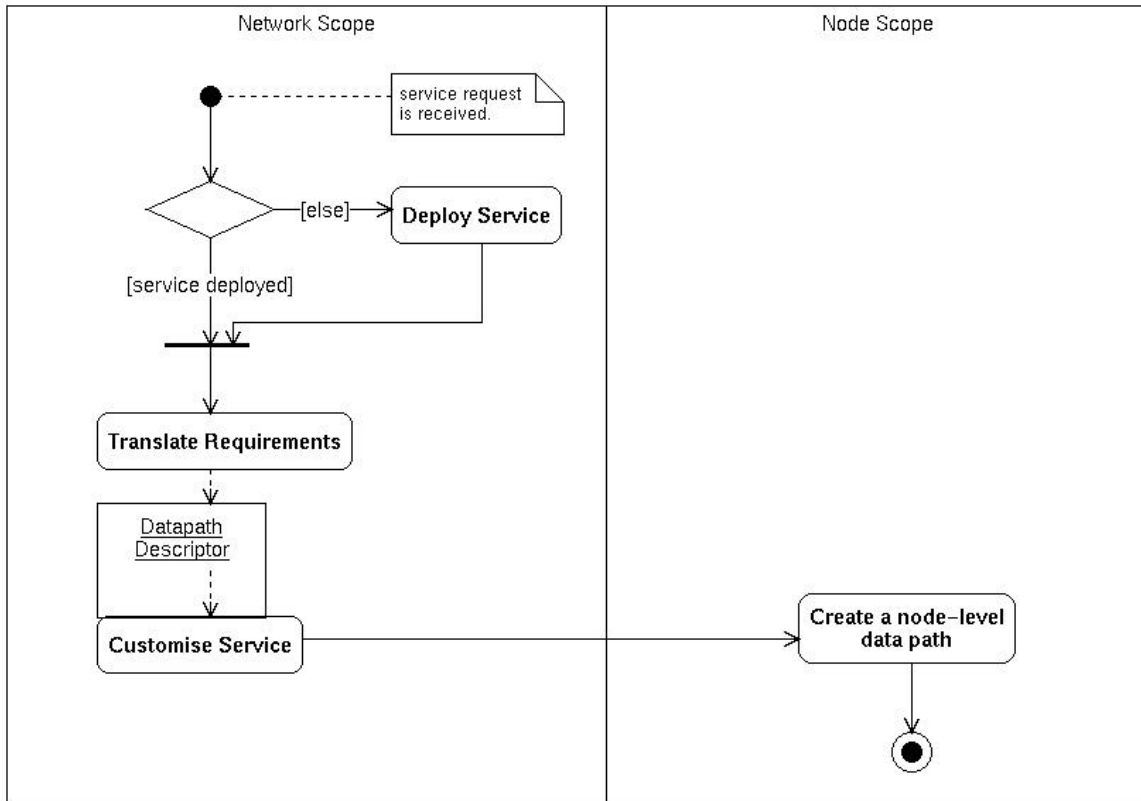 Network Scope
Node Scope
service request
is received.
[else]
Deploy Service
[service deployed]
Translate Requirements
Datapath
Descriptor
Customise Service
Create a node-level
data path